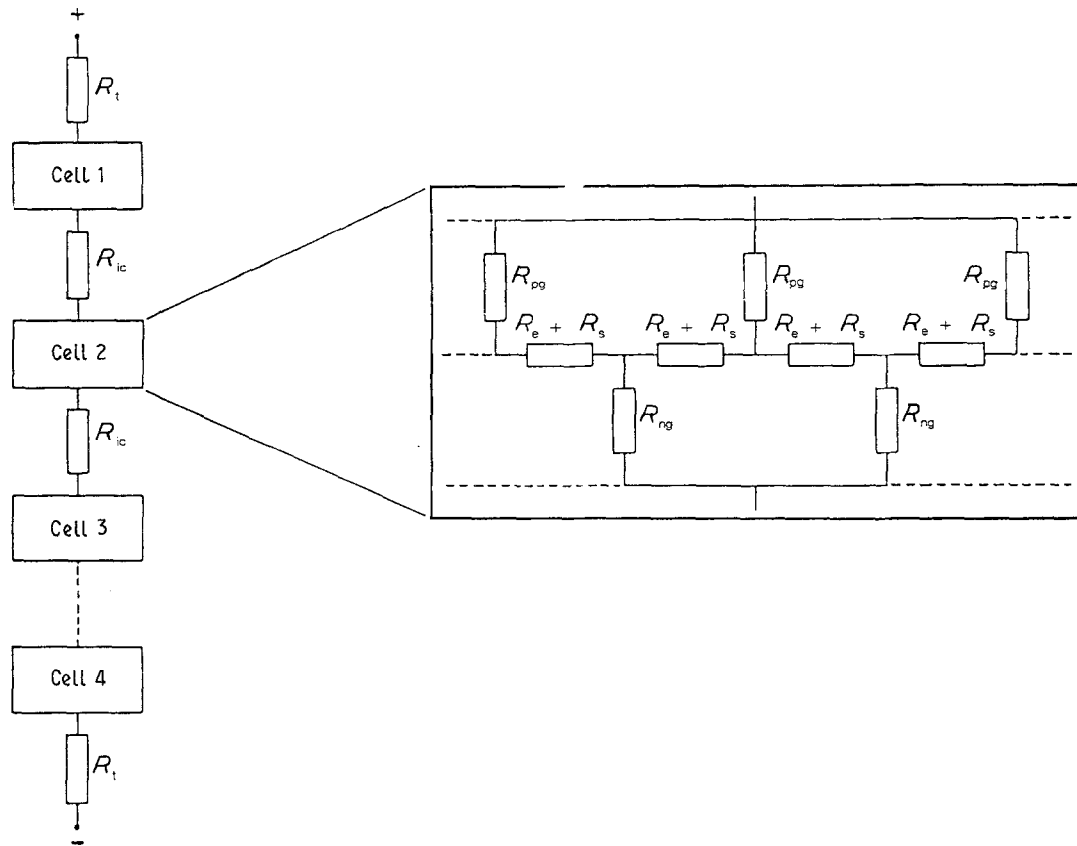 +
R_t
Cell 1
R_ic
Cell 2
R_ic
Cell 3
Cell 4
R_t
-
R_pg R_pg R_pg
R_e + R_s R_e + R_s R_e + R_s R_e + R_s
R_ng R_ng